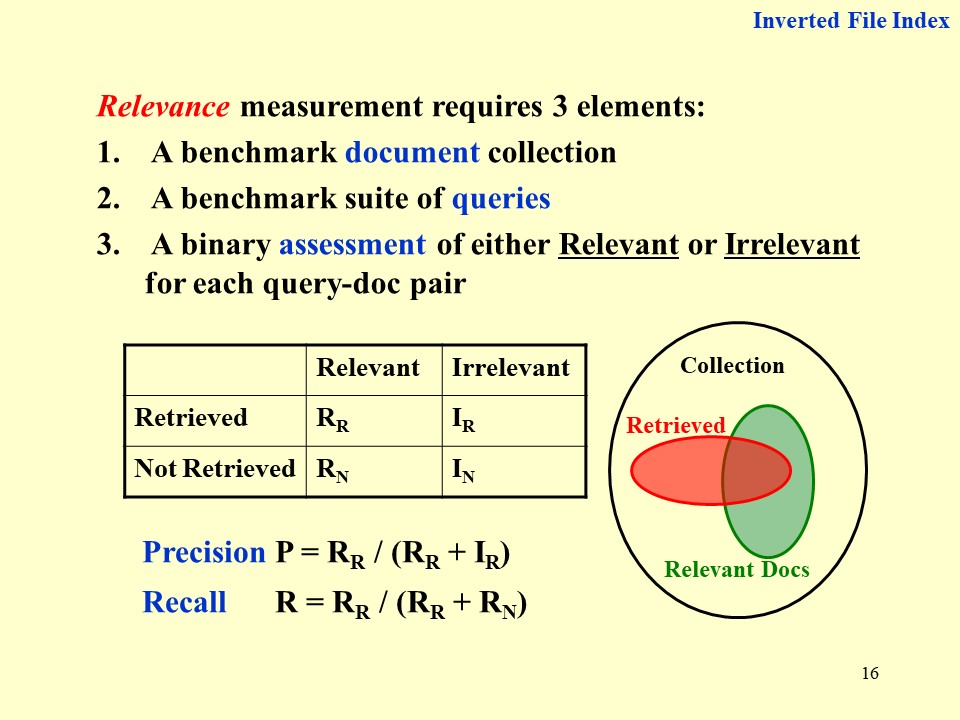 Inverted File Index
Relevance measurement requires 3 elements:
1. A benchmark document collection
2. A benchmark suite of queries
3. A binary assessment of either Relevant or Irrelevant
for each query-doc pair
Relevant Irrelevant
Retrieved R_R I_R
Not Retrieved R_N I_N
Collection
Retrieved
Relevant Docs
Precision P = R_R / (R_R + I_R)
Recall R = R_R / (R_R + R_N)
16